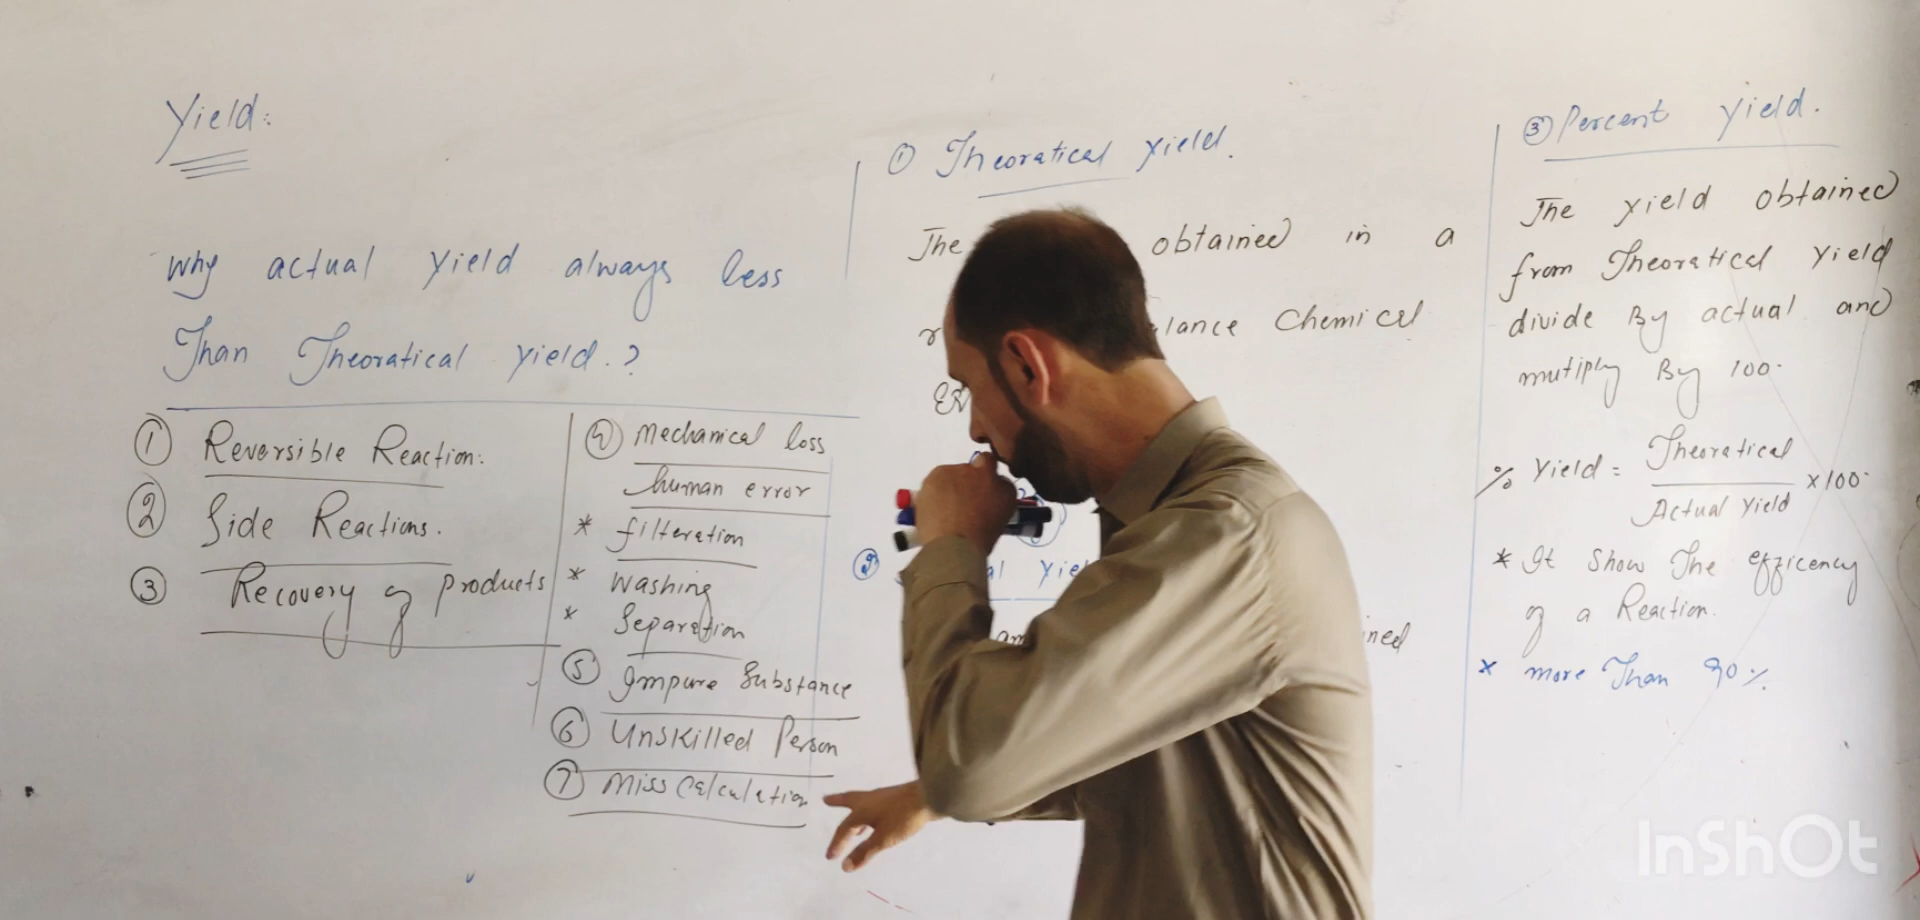 Yield:
Why actual Yield always less
Than Theoratical Yield.?
① Reversible Reaction:
② Side Reactions.
③ Recovery of Products
④ Mechanical loss
human error
* filteration
* Washing
* Separation
⑤ Impure Substance
⑥ Unskilled Person
⑦ Miss Calculation
① Theoratical Yield.
The obtained in a
lance Chemical
②
The yield obtained
③ Percent Yield.
from Theoratical Yield
divide By actual and
mutiply By 100.
% Yield = Theoratical
Actual Yield
×100
* It Show The efficency
of a Reaction.
* more Than 90%.
InShOt